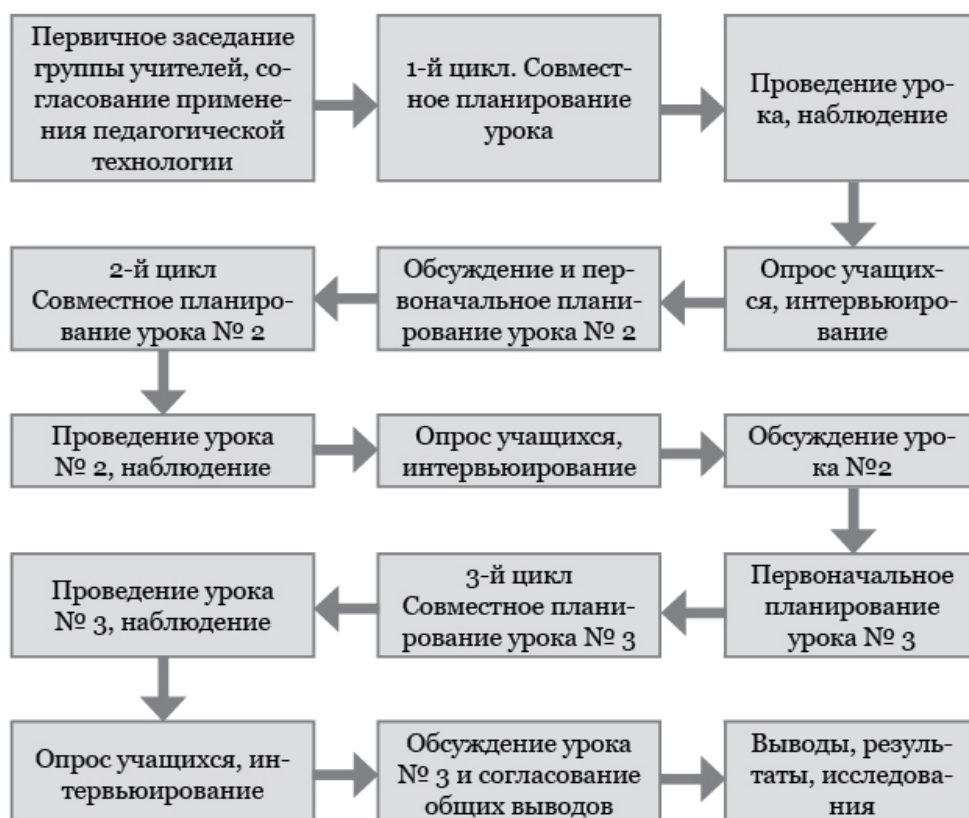 Первичное заседание
группы учителей, со-
гласование примене-
ния педагогической
технологии
1-й цикл. Совмест-
ное планирование
урока
Проведение уро-
ка, наблюдение
Опрос учащих-
ся, интервьюиро-
вание
Обсуждение и пер-
воначальное плани-
рование урока № 2
2-й цикл
Совместное планиро-
вание урока № 2
Проведение урока
№ 2, наблюдение
Опрос учащихся,
интервьюирование
Обсуждение уро-
ка №2
Первоначальное
планирование
урока № 3
3-й цикл
Совместное плани-
рование урока № 3
Проведение урока
№ 3, наблюдение
Опрос учащихся, ин-
тервьюирование
Обсуждение урока
№ 3 и согласование
общих выводов
Выводы, резуль-
таты, исследова-
ния